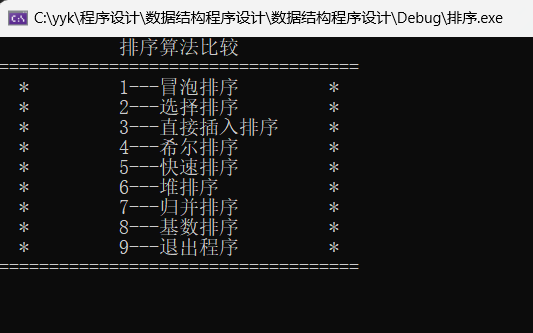 C:\yyk\程序设计\数据结构程序设计\数据结构程序设计\Debug\排序.exe
排序算法比较
====================================
* 1---冒泡排序 *
* 2---选择排序 *
* 3---直接插入排序 *
* 4---希尔排序 *
* 5---快速排序 *
* 6---堆排序 *
* 7---归并排序 *
* 8---基数排序 *
* 9---退出程序 *
====================================